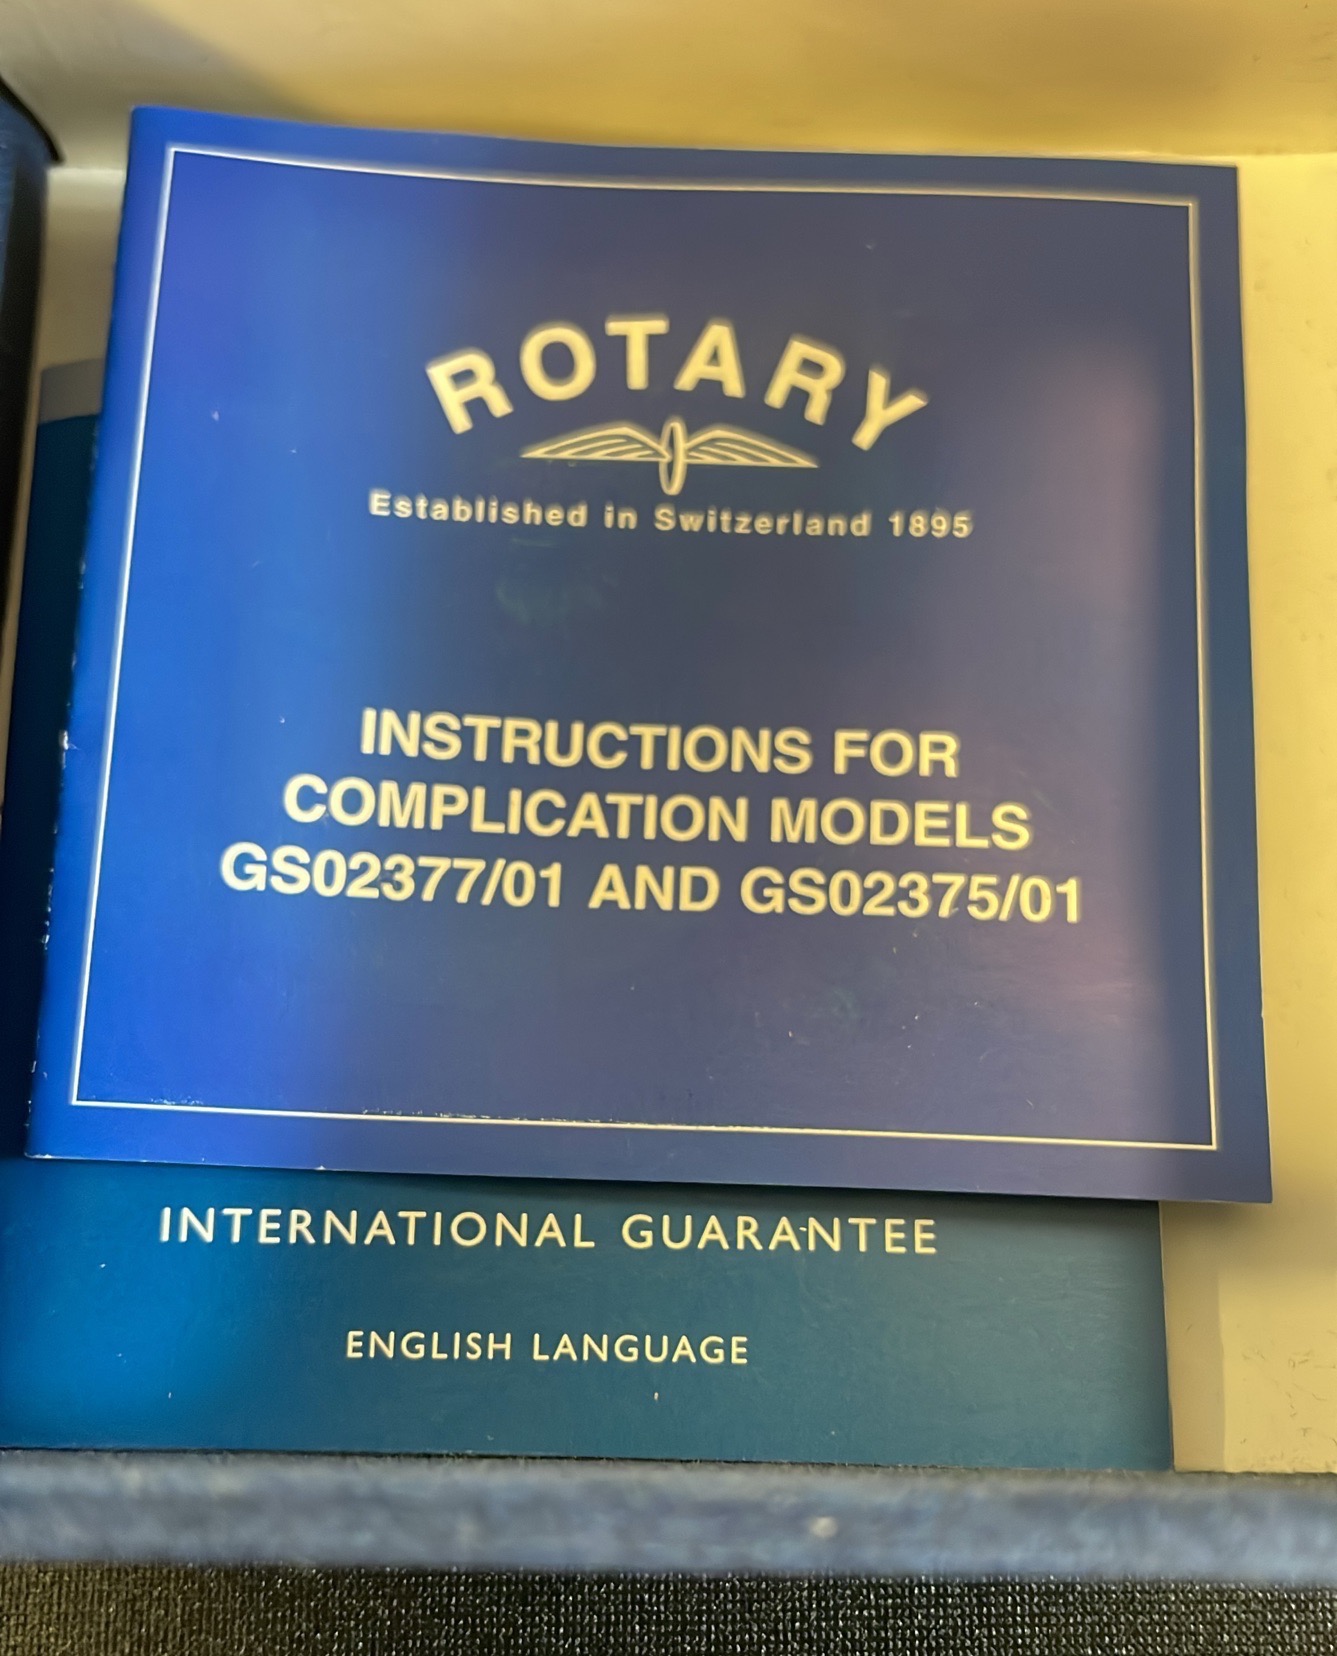 ROTARY
Established in Switzerland 1895
INSTRUCTIONS FOR
COMPLICATION MODELS
GS02377/01 AND GS02375/01
INTERNATIONAL GUARANTEE
ENGLISH LANGUAGE